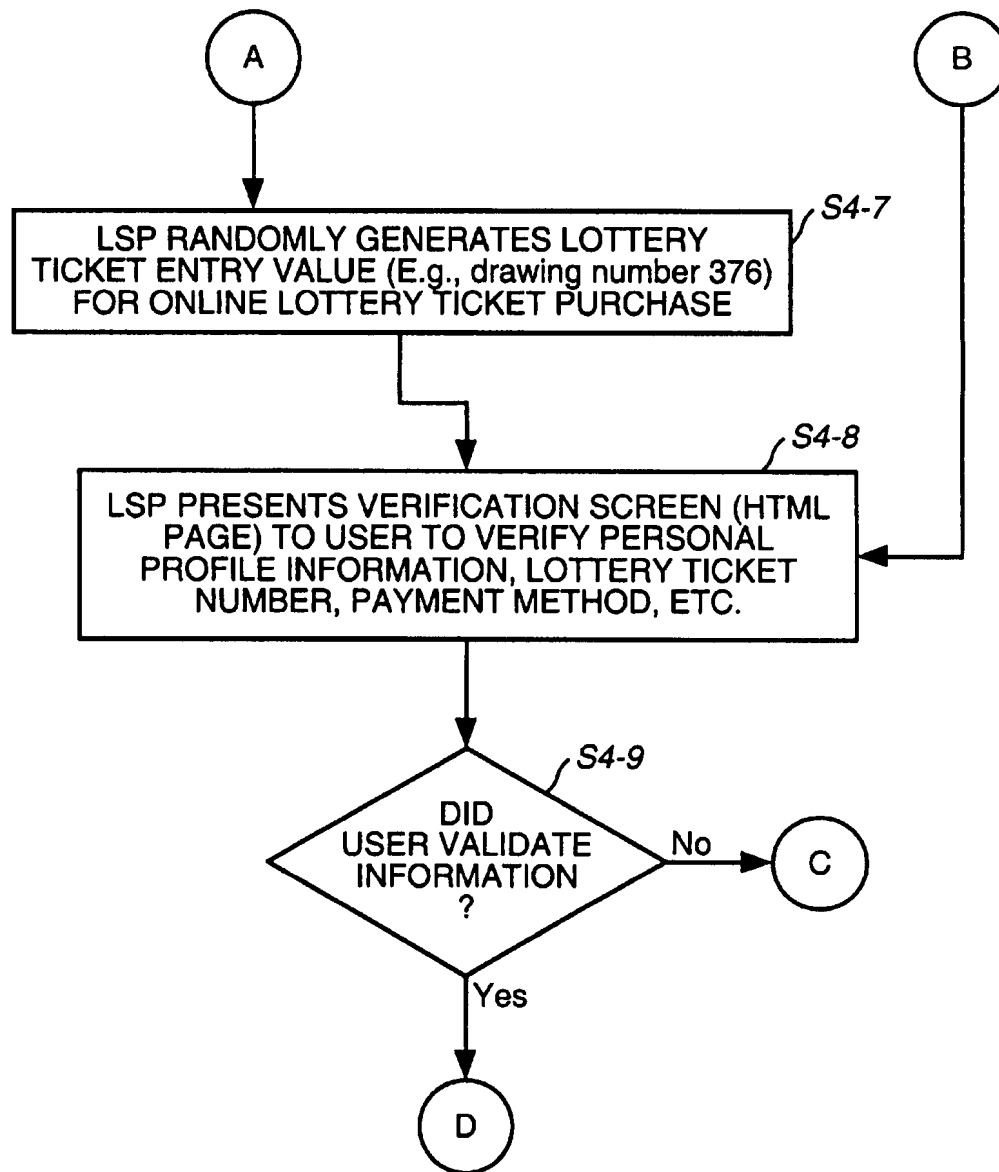 A
B
S4-7
LSP RANDOMLY GENERATES LOTTERY
TICKET ENTRY VALUE (E.g., drawing number 376)
FOR ONLINE LOTTERY TICKET PURCHASE
S4-8
LSP PRESENTS VERIFICATION SCREEN (HTML
PAGE) TO USER TO VERIFY PERSONAL
PROFILE INFORMATION, LOTTERY TICKET
NUMBER, PAYMENT METHOD, ETC.
S4-9
DID
USER VALIDATE
INFORMATION
?
No
C
Yes
D